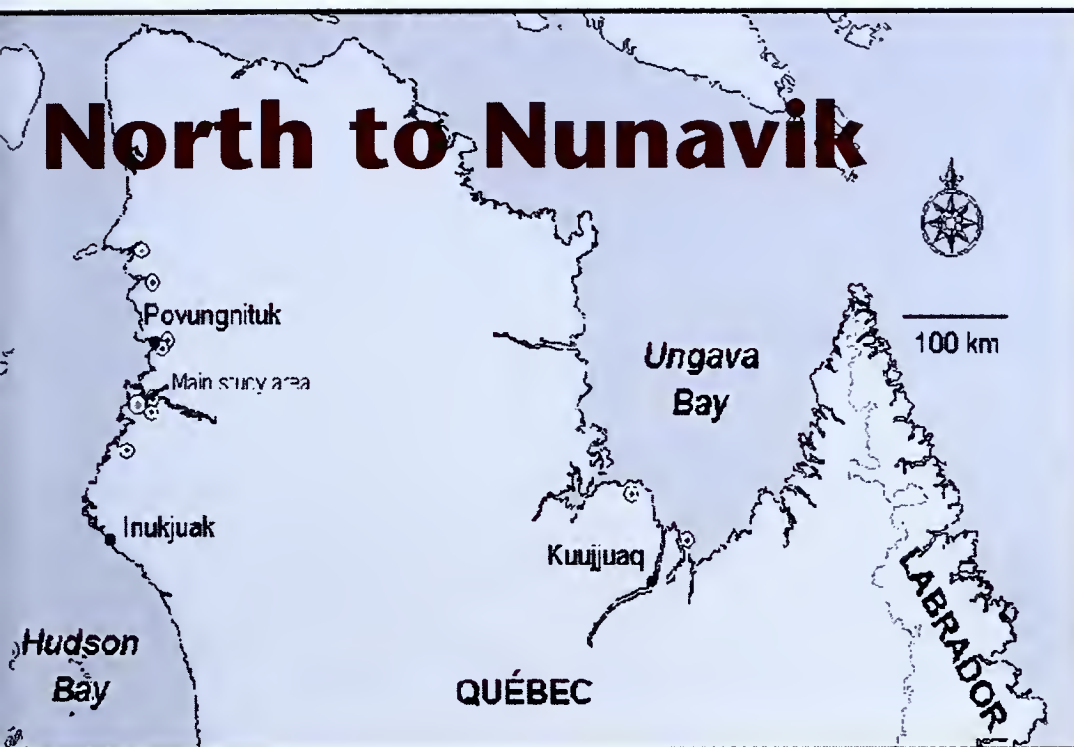 North to Nunavik
Povungnituk
Main study area
Ungava
Bay
100 km
Inukjuak
Kuujjuaq
Hudson
Bay
QUÉBEC
LABRADOR